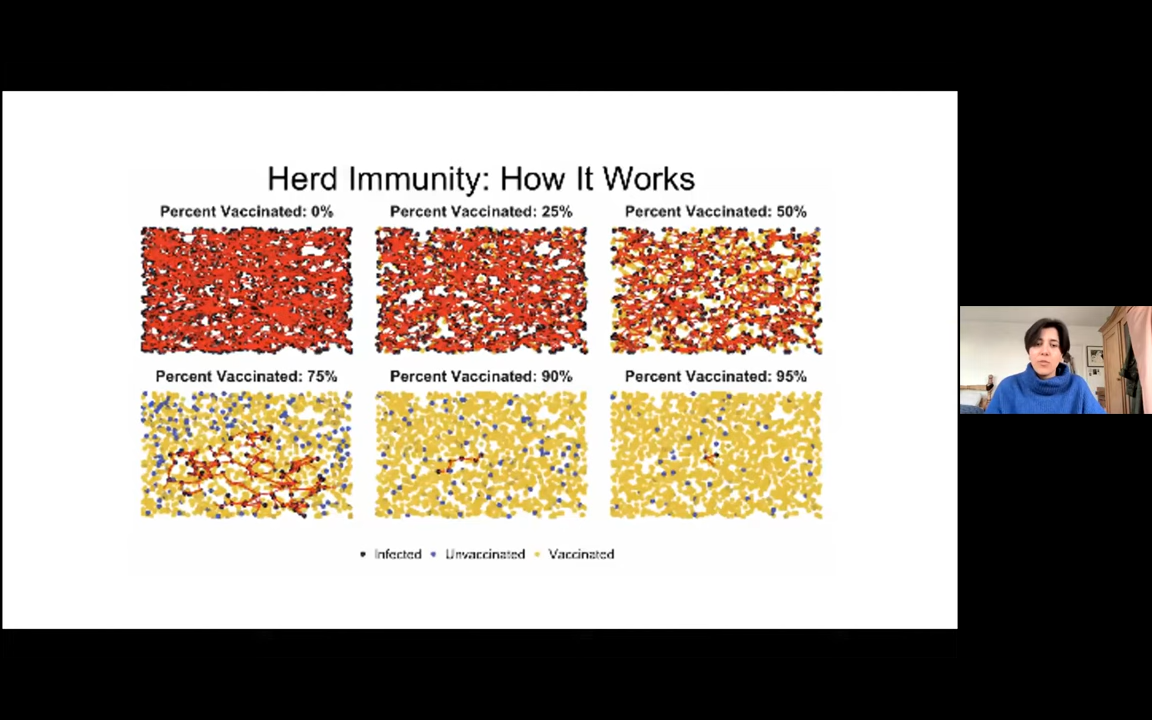 Herd Immunity: How It Works
Percent Vaccinated: 0%
Percent Vaccinated: 25%
Percent Vaccinated: 50%
Percent Vaccinated: 75%
Percent Vaccinated: 90%
Percent Vaccinated: 95%
Infected
Unvaccinated
Vaccinated